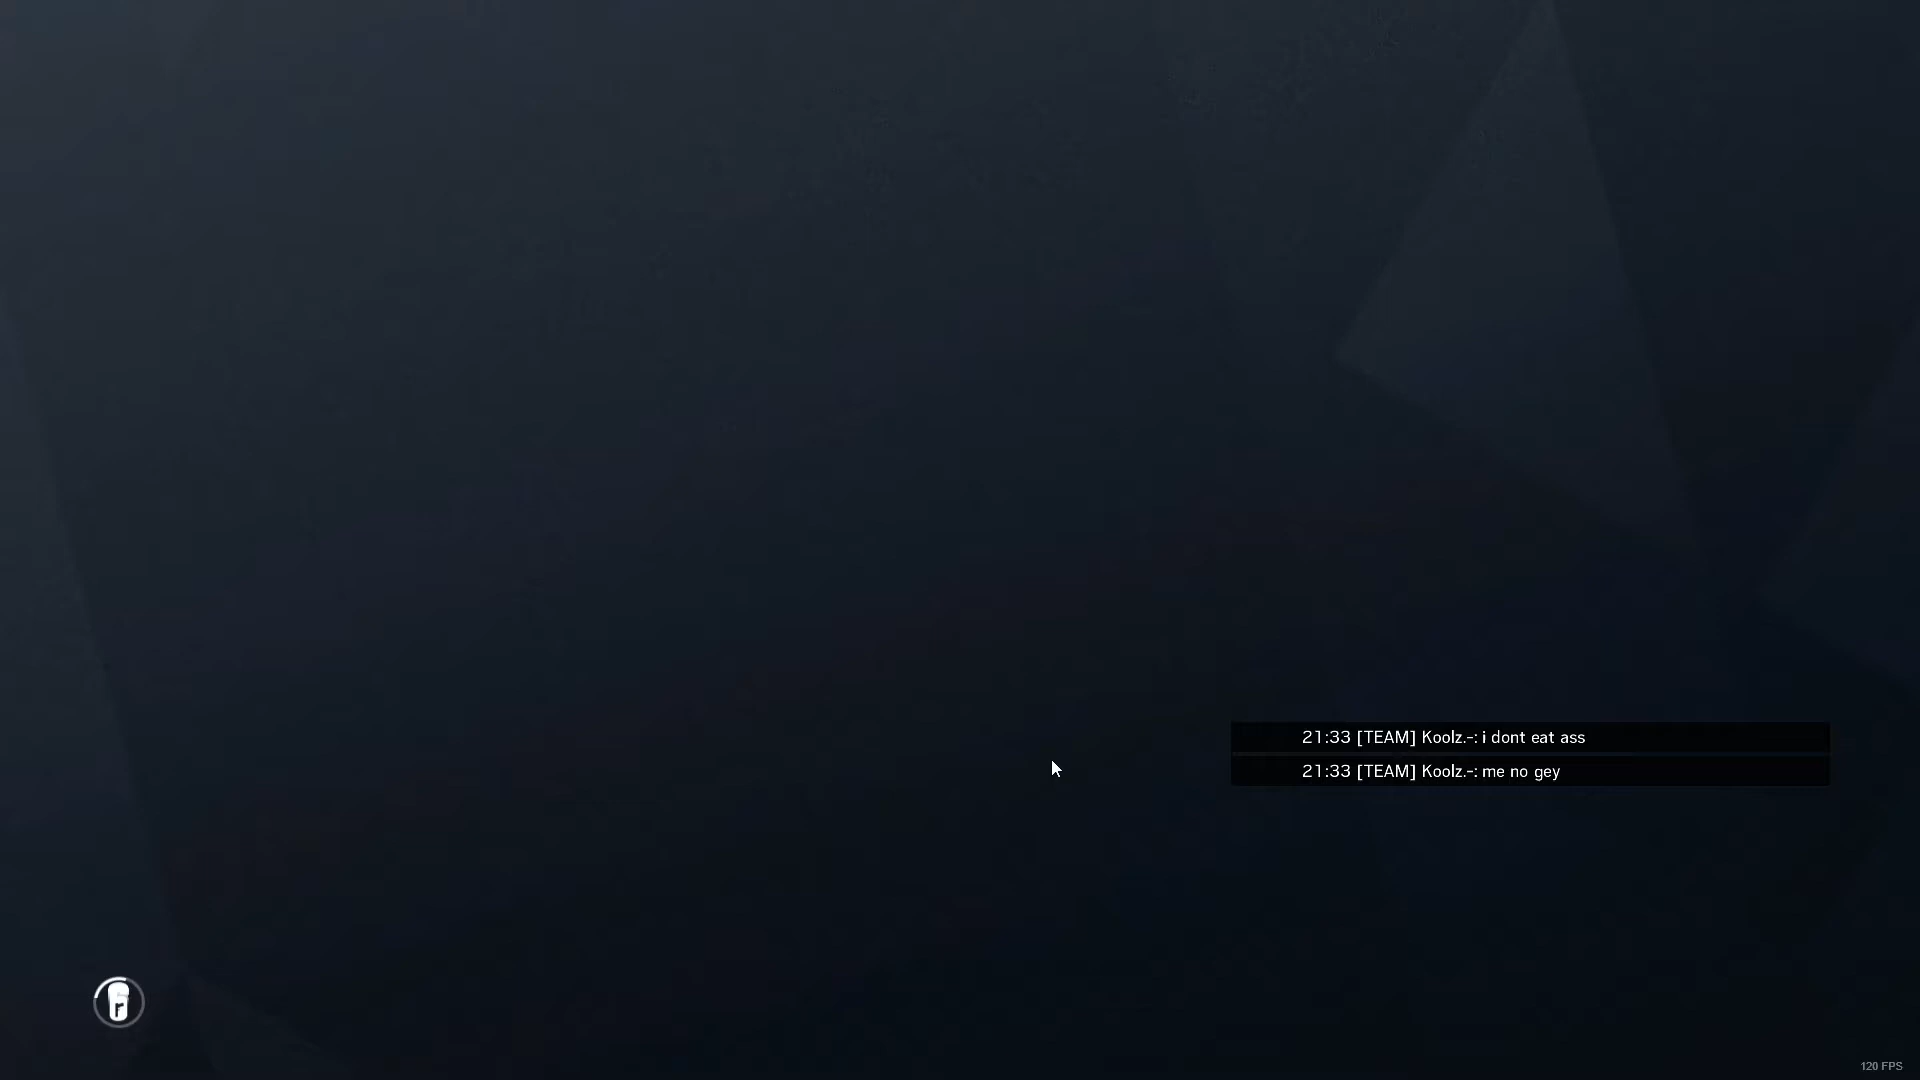 21:33 [TEAM] Koolz.-: i dont eat ass
21:33 [TEAM] Koolz.-: me no gey
120 FPS